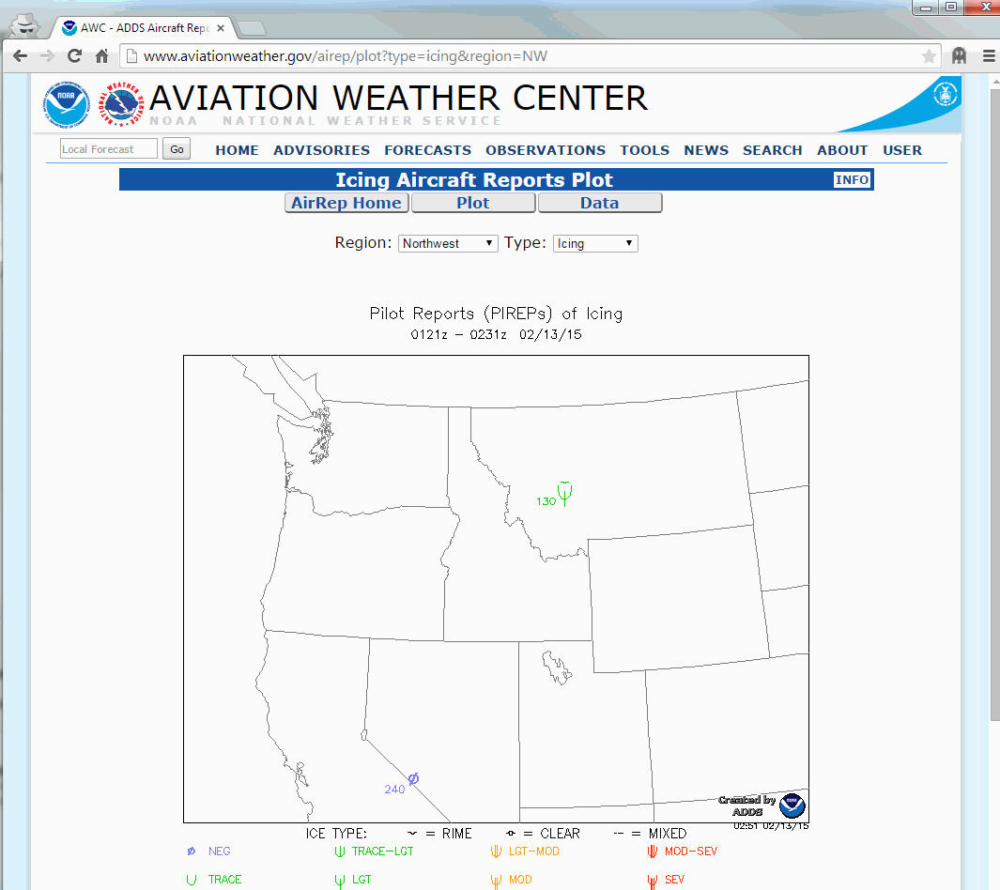 AWC - ADDS Aircraft Repo
www.aviationweather.gov/airep/plot?type=icing&region=NW
NOAA
NATIONAL WEATHER SERVICE
AVIATION WEATHER CENTER
NOAA NATIONAL WEATHER SERVICE
Local Forecast Go HOME ADVISORIES FORECASTS OBSERVATIONS TOOLS NEWS SEARCH ABOUT USER
Icing Aircraft Reports Plot INFO
AirRep Home Plot Data
Region: Northwest Type: Icing
Pilot Reports (PIREPs) of Icing
0121z - 0231z 02/13/15
130
240
Created by
ADDS
02:51 02/13/15
ICE TYPE: = RIME = CLEAR = MIXED
NEG TRACE-LGT LGT-MOD MOD-SEV
TRACE LGT MOD SEV